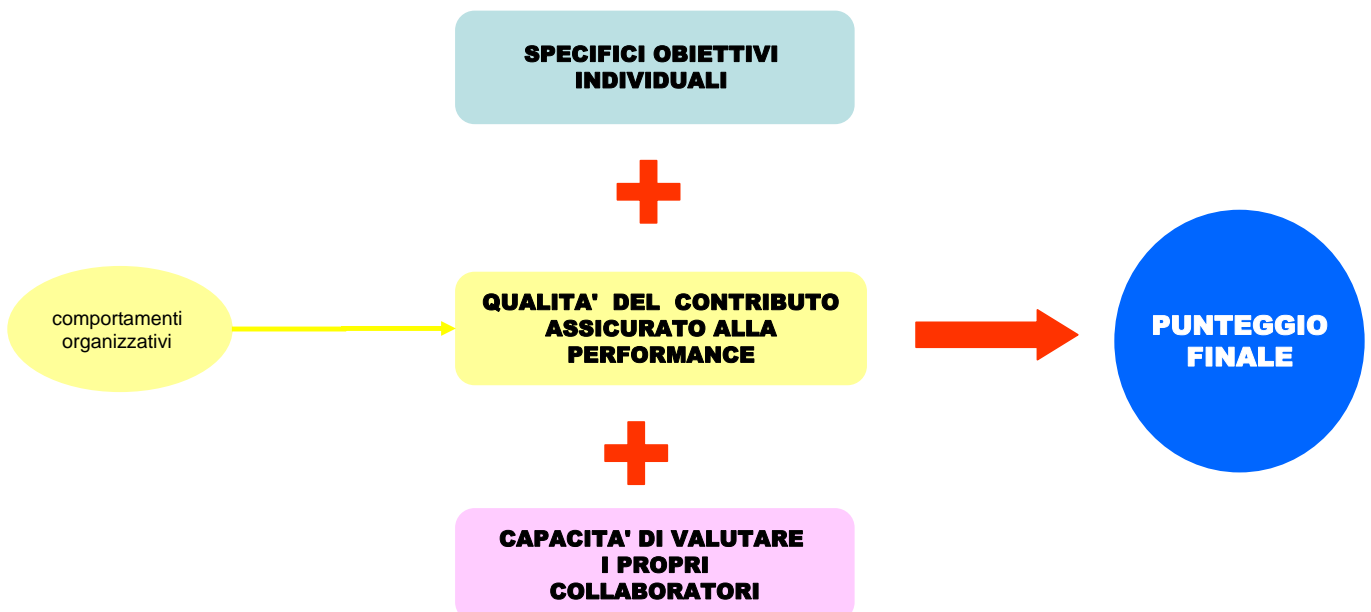 SPECIFICI OBIETTIVI
INDIVIDUALI
comportamenti
organizzativi
QUALITA' DEL CONTRIBUTO
ASSICURATO ALLA
PERFORMANCE
PUNTEGGIO
FINALE
CAPACITA' DI VALUTARE
I PROPRI
COLLABORATORI